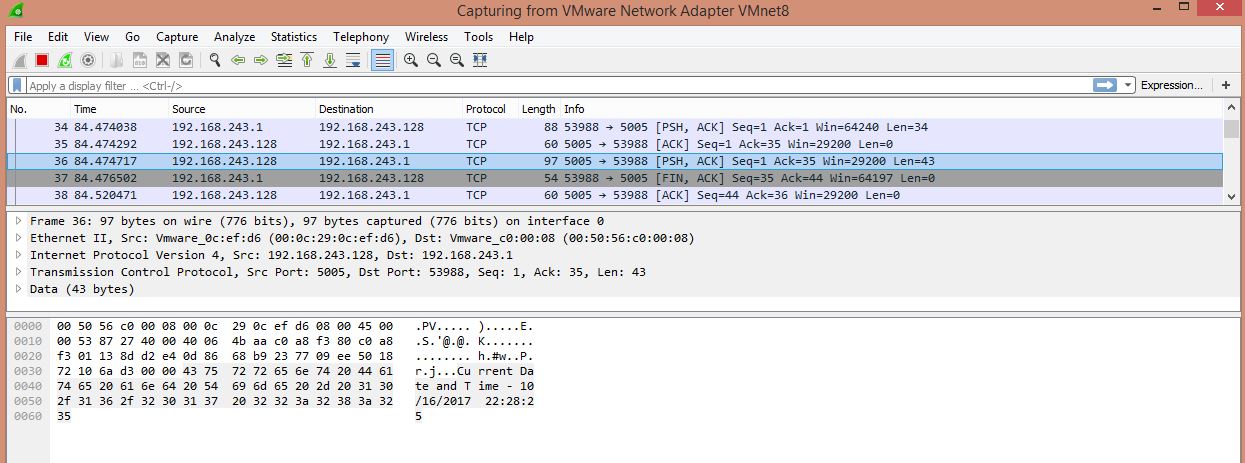 Capturing from VMware Network Adapter VMnet8
File Edit View Go Capture Analyze Statistics Telephony Wireless Tools Help
Apply a display filter ... <Ctrl-/> Expression... +
No. Time Source Destination Protocol Length Info
34 84.474038 192.168.243.1 192.168.243.128 TCP 88 53988 → 5005 [PSH, ACK] Seq=1 Ack=1 Win=64240 Len=34
35 84.474292 192.168.243.128 192.168.243.1 TCP 60 5005 → 53988 [ACK] Seq=1 Ack=35 Win=29200 Len=0
36 84.474717 192.168.243.128 192.168.243.1 TCP 97 5005 → 53988 [PSH, ACK] Seq=1 Ack=35 Win=29200 Len=43
37 84.476502 192.168.243.1 192.168.243.128 TCP 54 53988 → 5005 [FIN, ACK] Seq=35 Ack=44 Win=64197 Len=0
38 84.520471 192.168.243.128 192.168.243.1 TCP 60 5005 → 53988 [ACK] Seq=44 Ack=36 Win=29200 Len=0
Frame 36: 97 bytes on wire (776 bits), 97 bytes captured (776 bits) on interface 0
Ethernet II, Src: Vmware_0c:ef:d6 (00:0c:29:0c:ef:d6), Dst: Vmware_c0:00:08 (00:50:56:c0:00:08)
Internet Protocol Version 4, Src: 192.168.243.128, Dst: 192.168.243.1
Transmission Control Protocol, Src Port: 5005, Dst Port: 53988, Seq: 1, Ack: 35, Len: 43
Data (43 bytes)
0000 00 50 56 c0 00 08 00 0c 29 0c ef d6 08 00 45 00 .PV..... ).....E.
0010 00 53 87 27 40 00 40 06 4b aa c0 a8 f3 80 c0 a8 .S.'@.@. K.......
0020 f3 01 13 8d d2 e4 0d 86 68 b9 23 77 09 ee 50 18 ........ h.#w..P.
0030 72 10 6a d3 00 00 43 75 72 72 65 6e 74 20 44 61 r.j...Cu rrent Da
0040 74 65 20 61 6e 64 20 54 69 6d 65 20 2d 20 31 30 te and T ime - 10
0050 2f 31 36 2f 32 30 31 37 20 32 32 3a 32 38 3a 32 /16/2017 22:28:2
0060 35 5